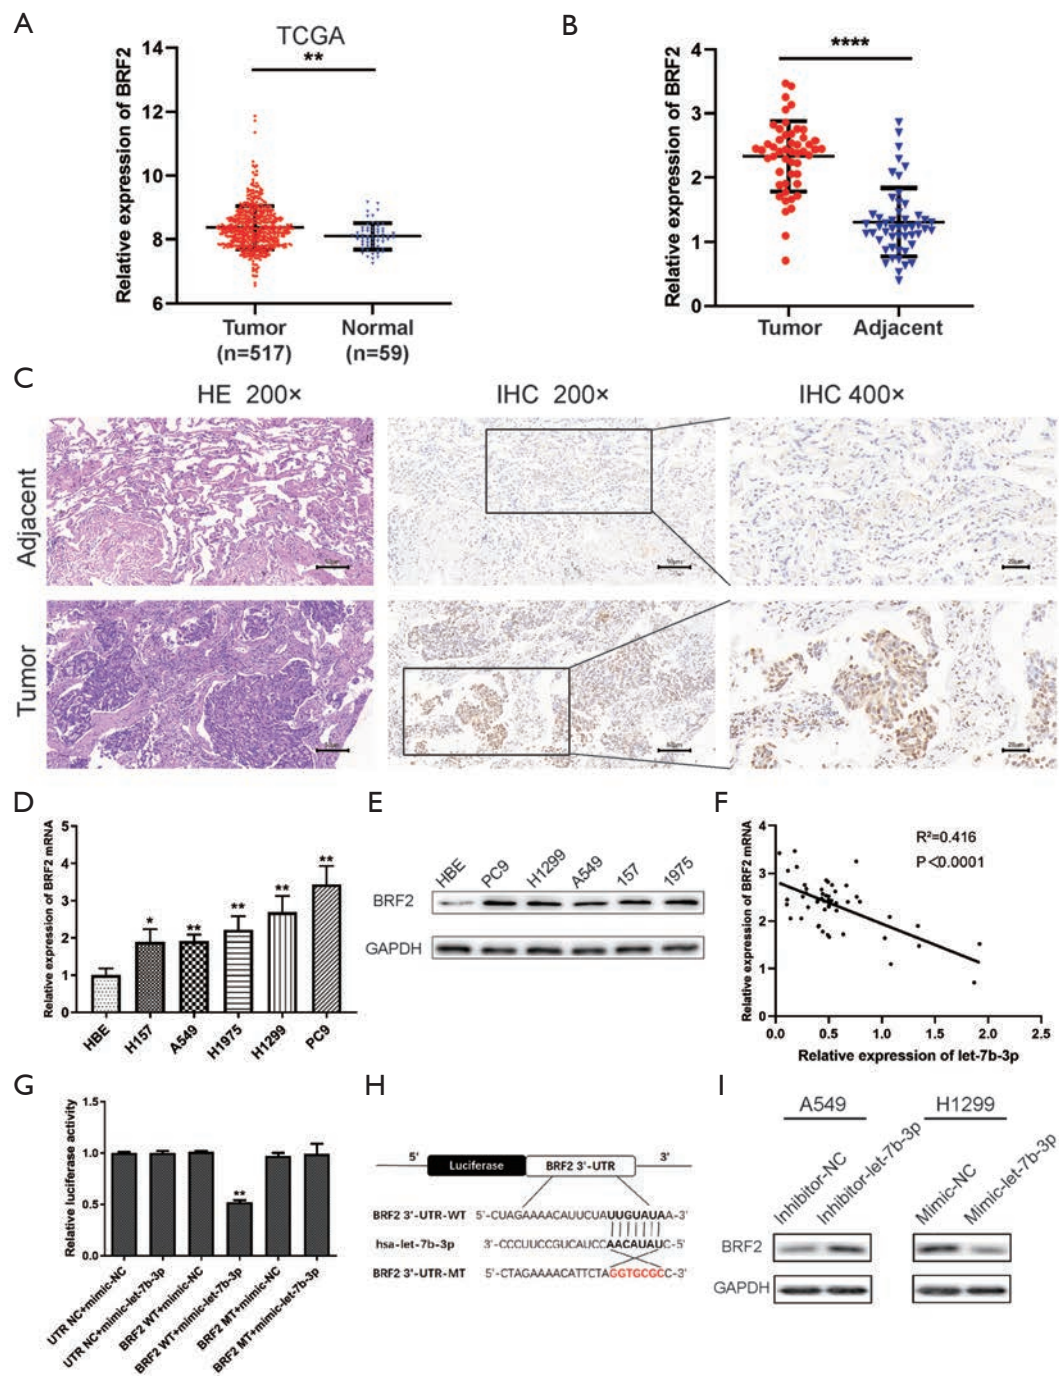 A
TCGA
**
Relative expression of BRF2
14
12
10
8
6
Tumor
(n=517)
Normal
(n=59)
B
****
Relative expression of BRF2
4
3
2
1
0
Tumor
Adjacent
C
HE 200×
IHC 200×
IHC 400×
Adjacent
Tumor
D
Relative expression of BRF2 mRNA
5
4
3
2
1
0
*
**
**
**
**
HBE
H157
A549
H1975
H1299
PC9
E
HBE
PC9
H1299
A549
157
1975
BRF2
GAPDH
F
Relative expression of BRF2 mRNA
4
3
2
1
0
R²=0.416
P<0.0001
0.0
0.5
1.0
1.5
2.0
2.5
Relative expression of let-7b-3p
G
Relative luciferase activity
1.5
1.0
0.5
0.0
**
UTR NC+mimic-NC
UTR NC+mimic-let-7b-3p
BRF2 WT+mimic-NC
BRF2 WT+mimic-let-7b-3p
BRF2 MT+mimic-NC
BRF2 MT+mimic-let-7b-3p
H
5'
Luciferase
BRF2 3'-UTR
3'
BRF2 3'-UTR-WT 5'-CUAGAAAACAUUCUAUUGUAUAA-3'
hsa-let-7b-3p 3'-CCCUUCCGUCAUCCAACAUAUC-5'
BRF2 3'-UTR-MT 5'-CTAGAAAACATTCTAGGTGCGCC-3'
I
A549
H1299
Inhibitor-NC
Inhibitor-let-7b-3p
Mimic-NC
Mimic-let-7b-3p
BRF2
GAPDH